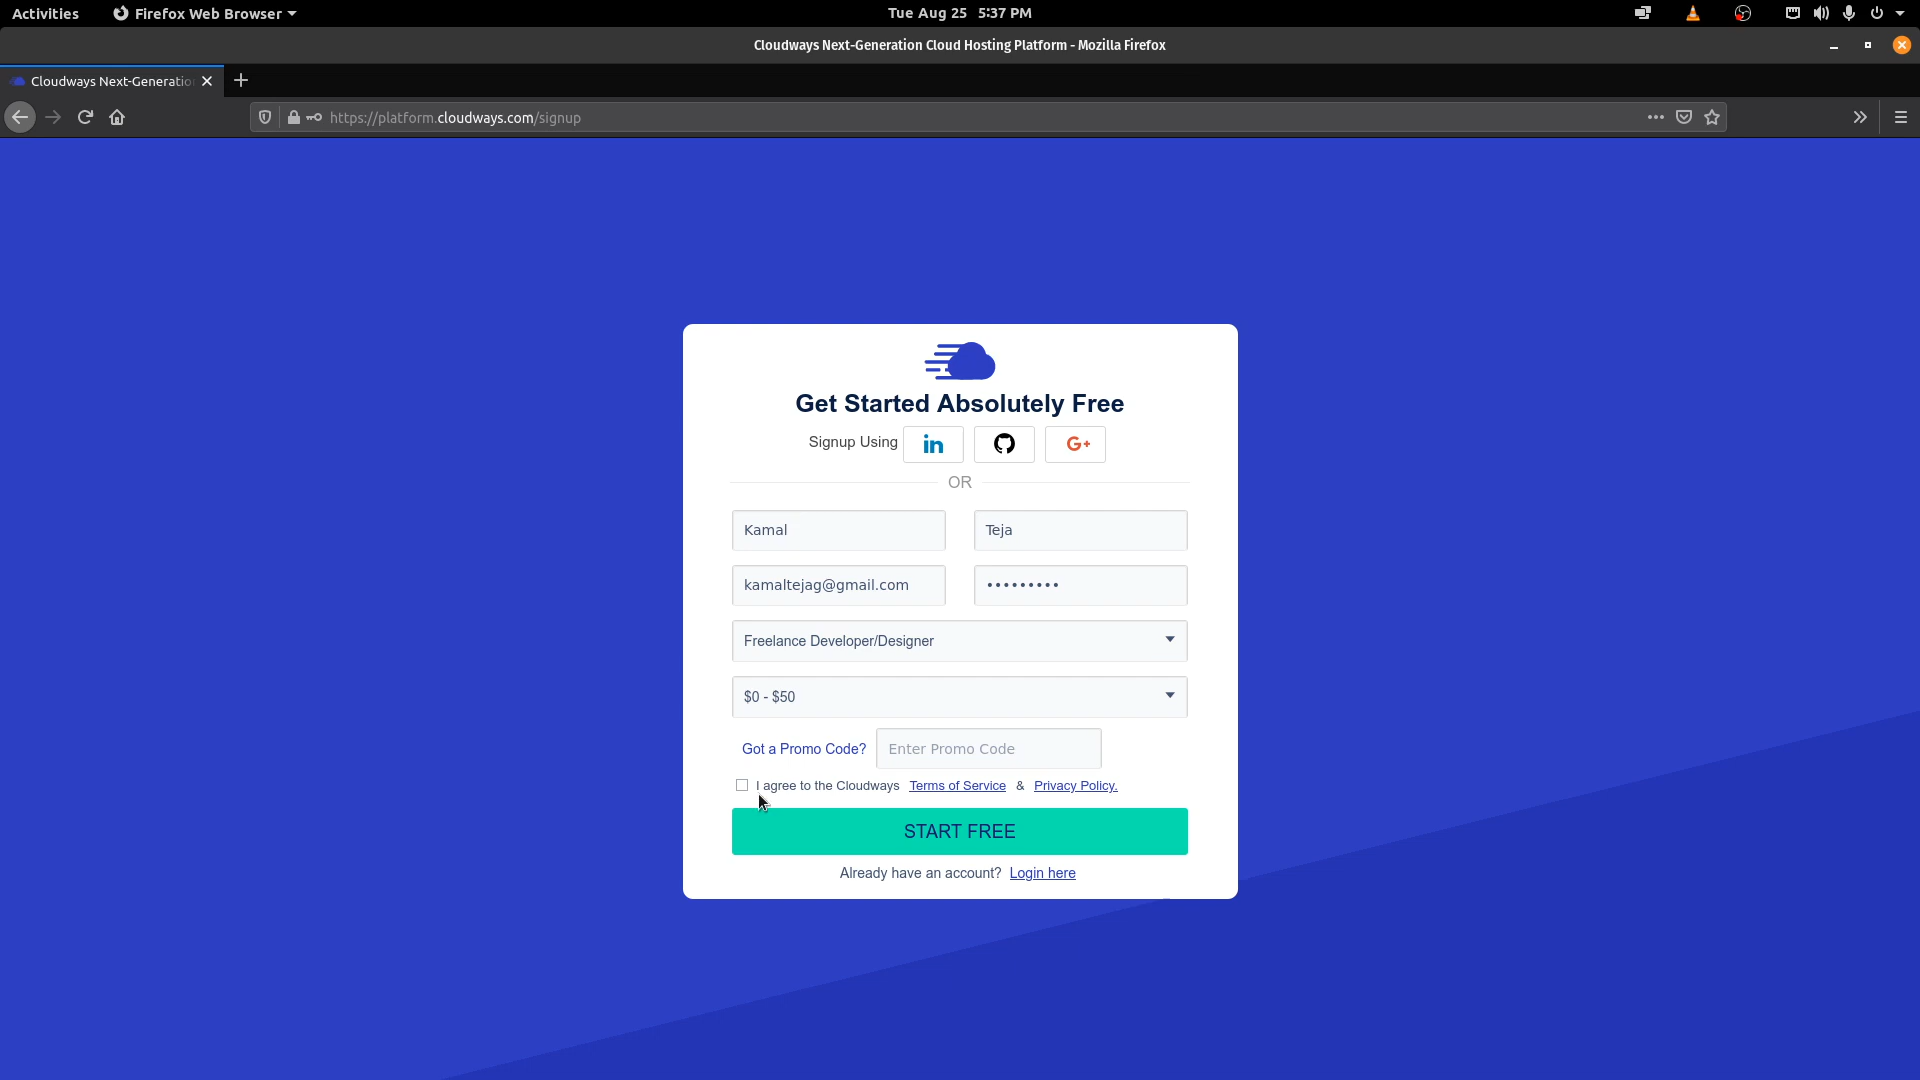 Activities Firefox Web Browser Tue Aug 25 5:37 PM
Cloudways Next-Generation Cloud Hosting Platform - Mozilla Firefox
Cloudways Next-Generatio
https://platform.cloudways.com/signup
Get Started Absolutely Free
Signup Using in G+
OR
Kamal Teja
kamaltejag@gmail.com •••••••••
Freelance Developer/Designer
$0 - $50
Got a Promo Code? Enter Promo Code
I agree to the Cloudways Terms of Service & Privacy Policy.
START FREE
Already have an account? Login here